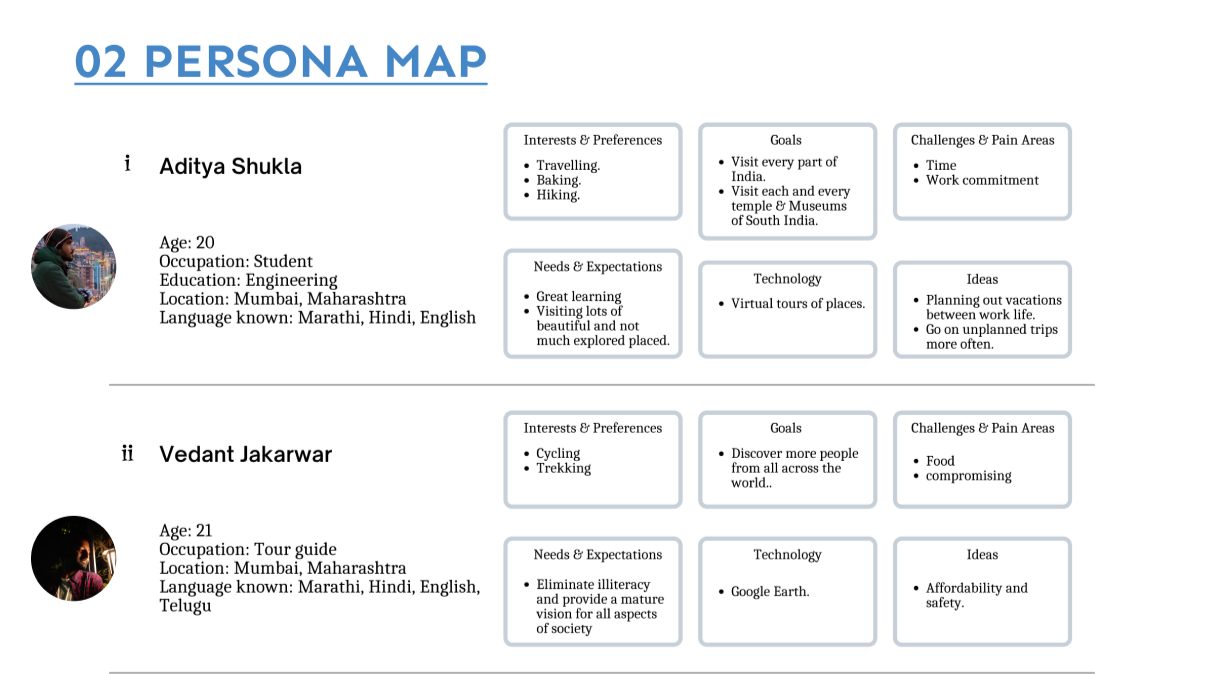 02 PERSONA MAP
i
Aditya Shukla
Age: 20
Occupation: Student
Education: Engineering
Location: Mumbai, Maharashtra
Language known: Marathi, Hindi, English
Interests & Preferences
• Travelling.
• Baking.
• Hiking.
Goals
• Visit every part of
India.
• Visit each and every
temple & Museums
of South India.
Challenges & Pain Areas
• Time
• Work commitment
Needs & Expectations
• Great learning
• Visiting lots of
beautiful and not
much explored placed.
Technology
• Virtual tours of places.
Ideas
• Planning out vacations
between work life.
• Go on unplanned trips
more often.
ii
Vedant Jakarwar
Age: 21
Occupation: Tour guide
Location: Mumbai, Maharashtra
Language known: Marathi, Hindi, English,
Telugu
Interests & Preferences
• Cycling
• Trekking
Goals
• Discover more people
from all across the
world..
Challenges & Pain Areas
• Food
• compromising
Needs & Expectations
• Eliminate illiteracy
and provide a mature
vision for all aspects
of society
Technology
• Google Earth.
Ideas
• Affordability and
safety.